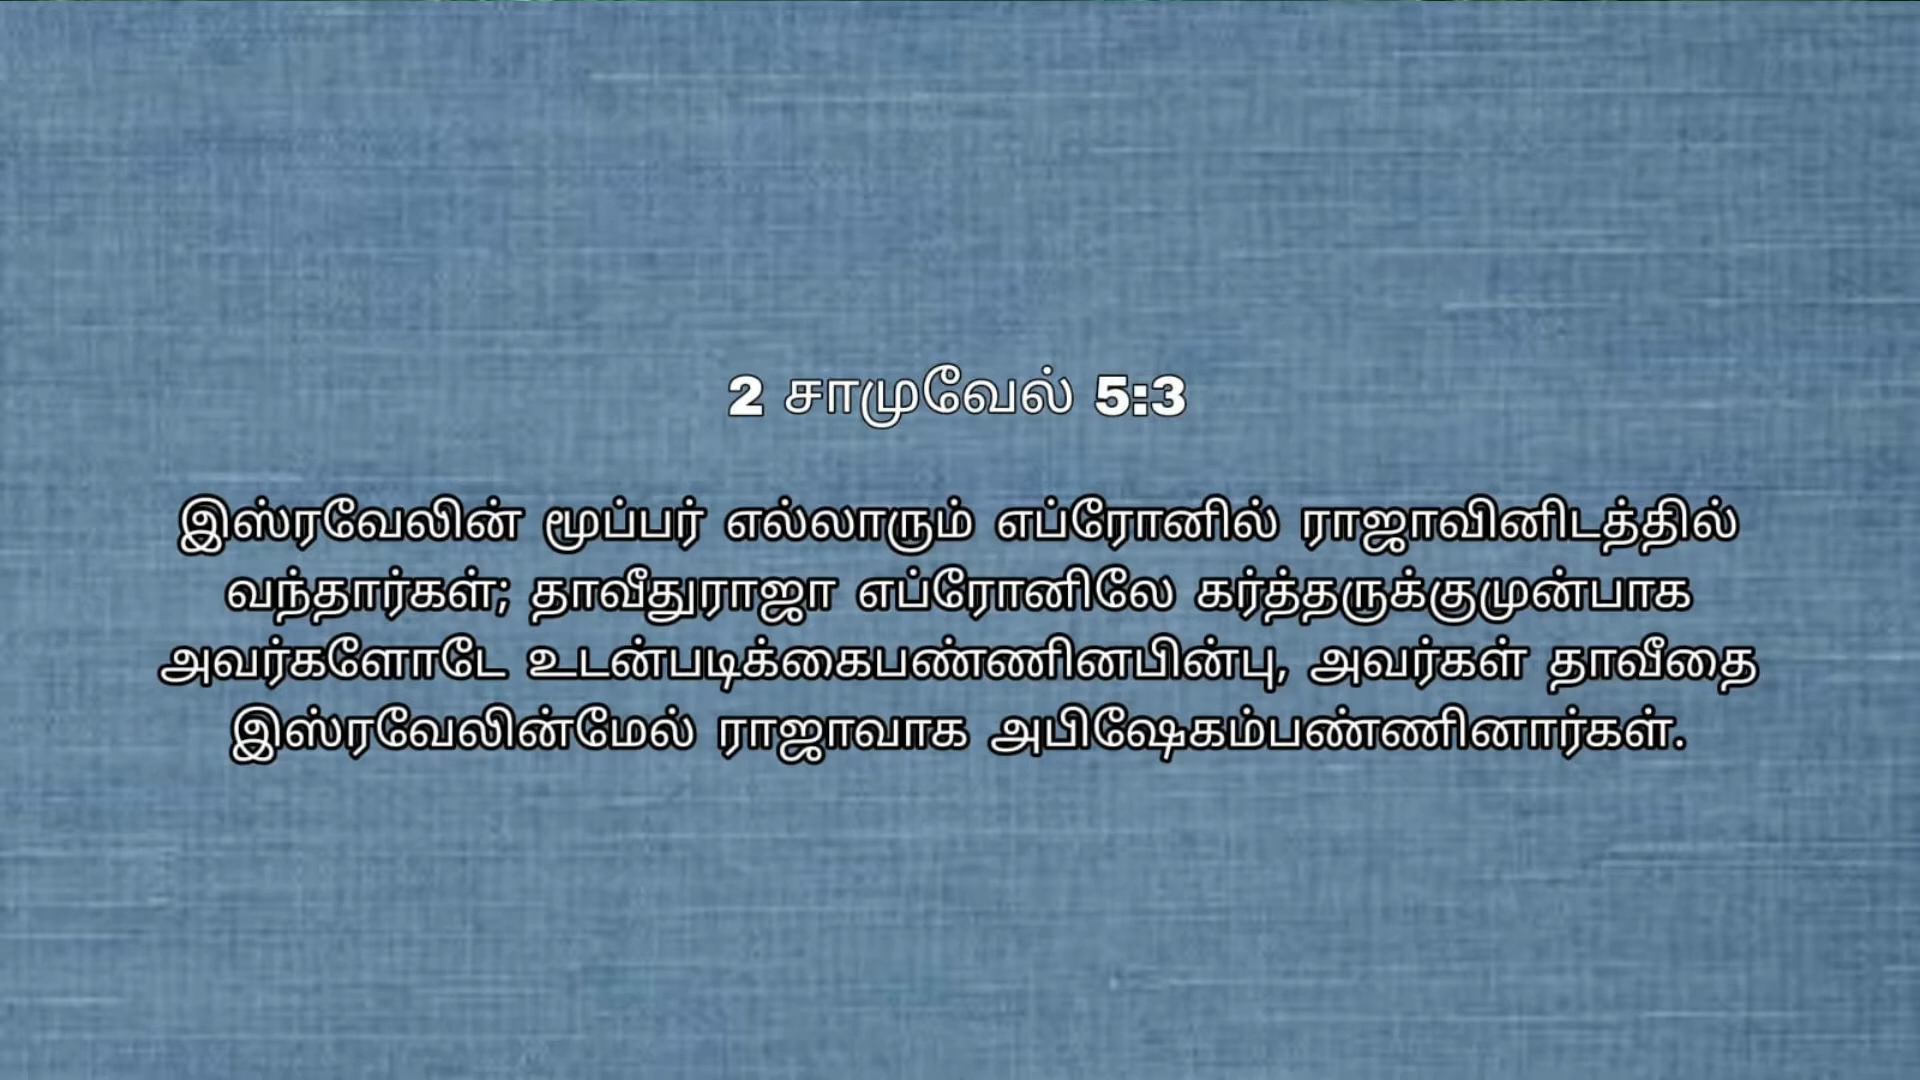 2 சாமுவேல் 5:3
இஸ்ரவேலின் மூப்பர் எல்லாரும் எப்ரோனில் ராஜாவினிடத்தில்
வந்தார்கள்; தாவீதுராஜா எப்ரோனிலே கர்த்தருக்குமுன்பாக
அவர்களோடே உடன்படிக்கைபண்ணினபின்பு, அவர்கள் தாவீதை
இஸ்ரவேலின்மேல் ராஜாவாக அபிஷேகம்பண்ணினார்கள்.